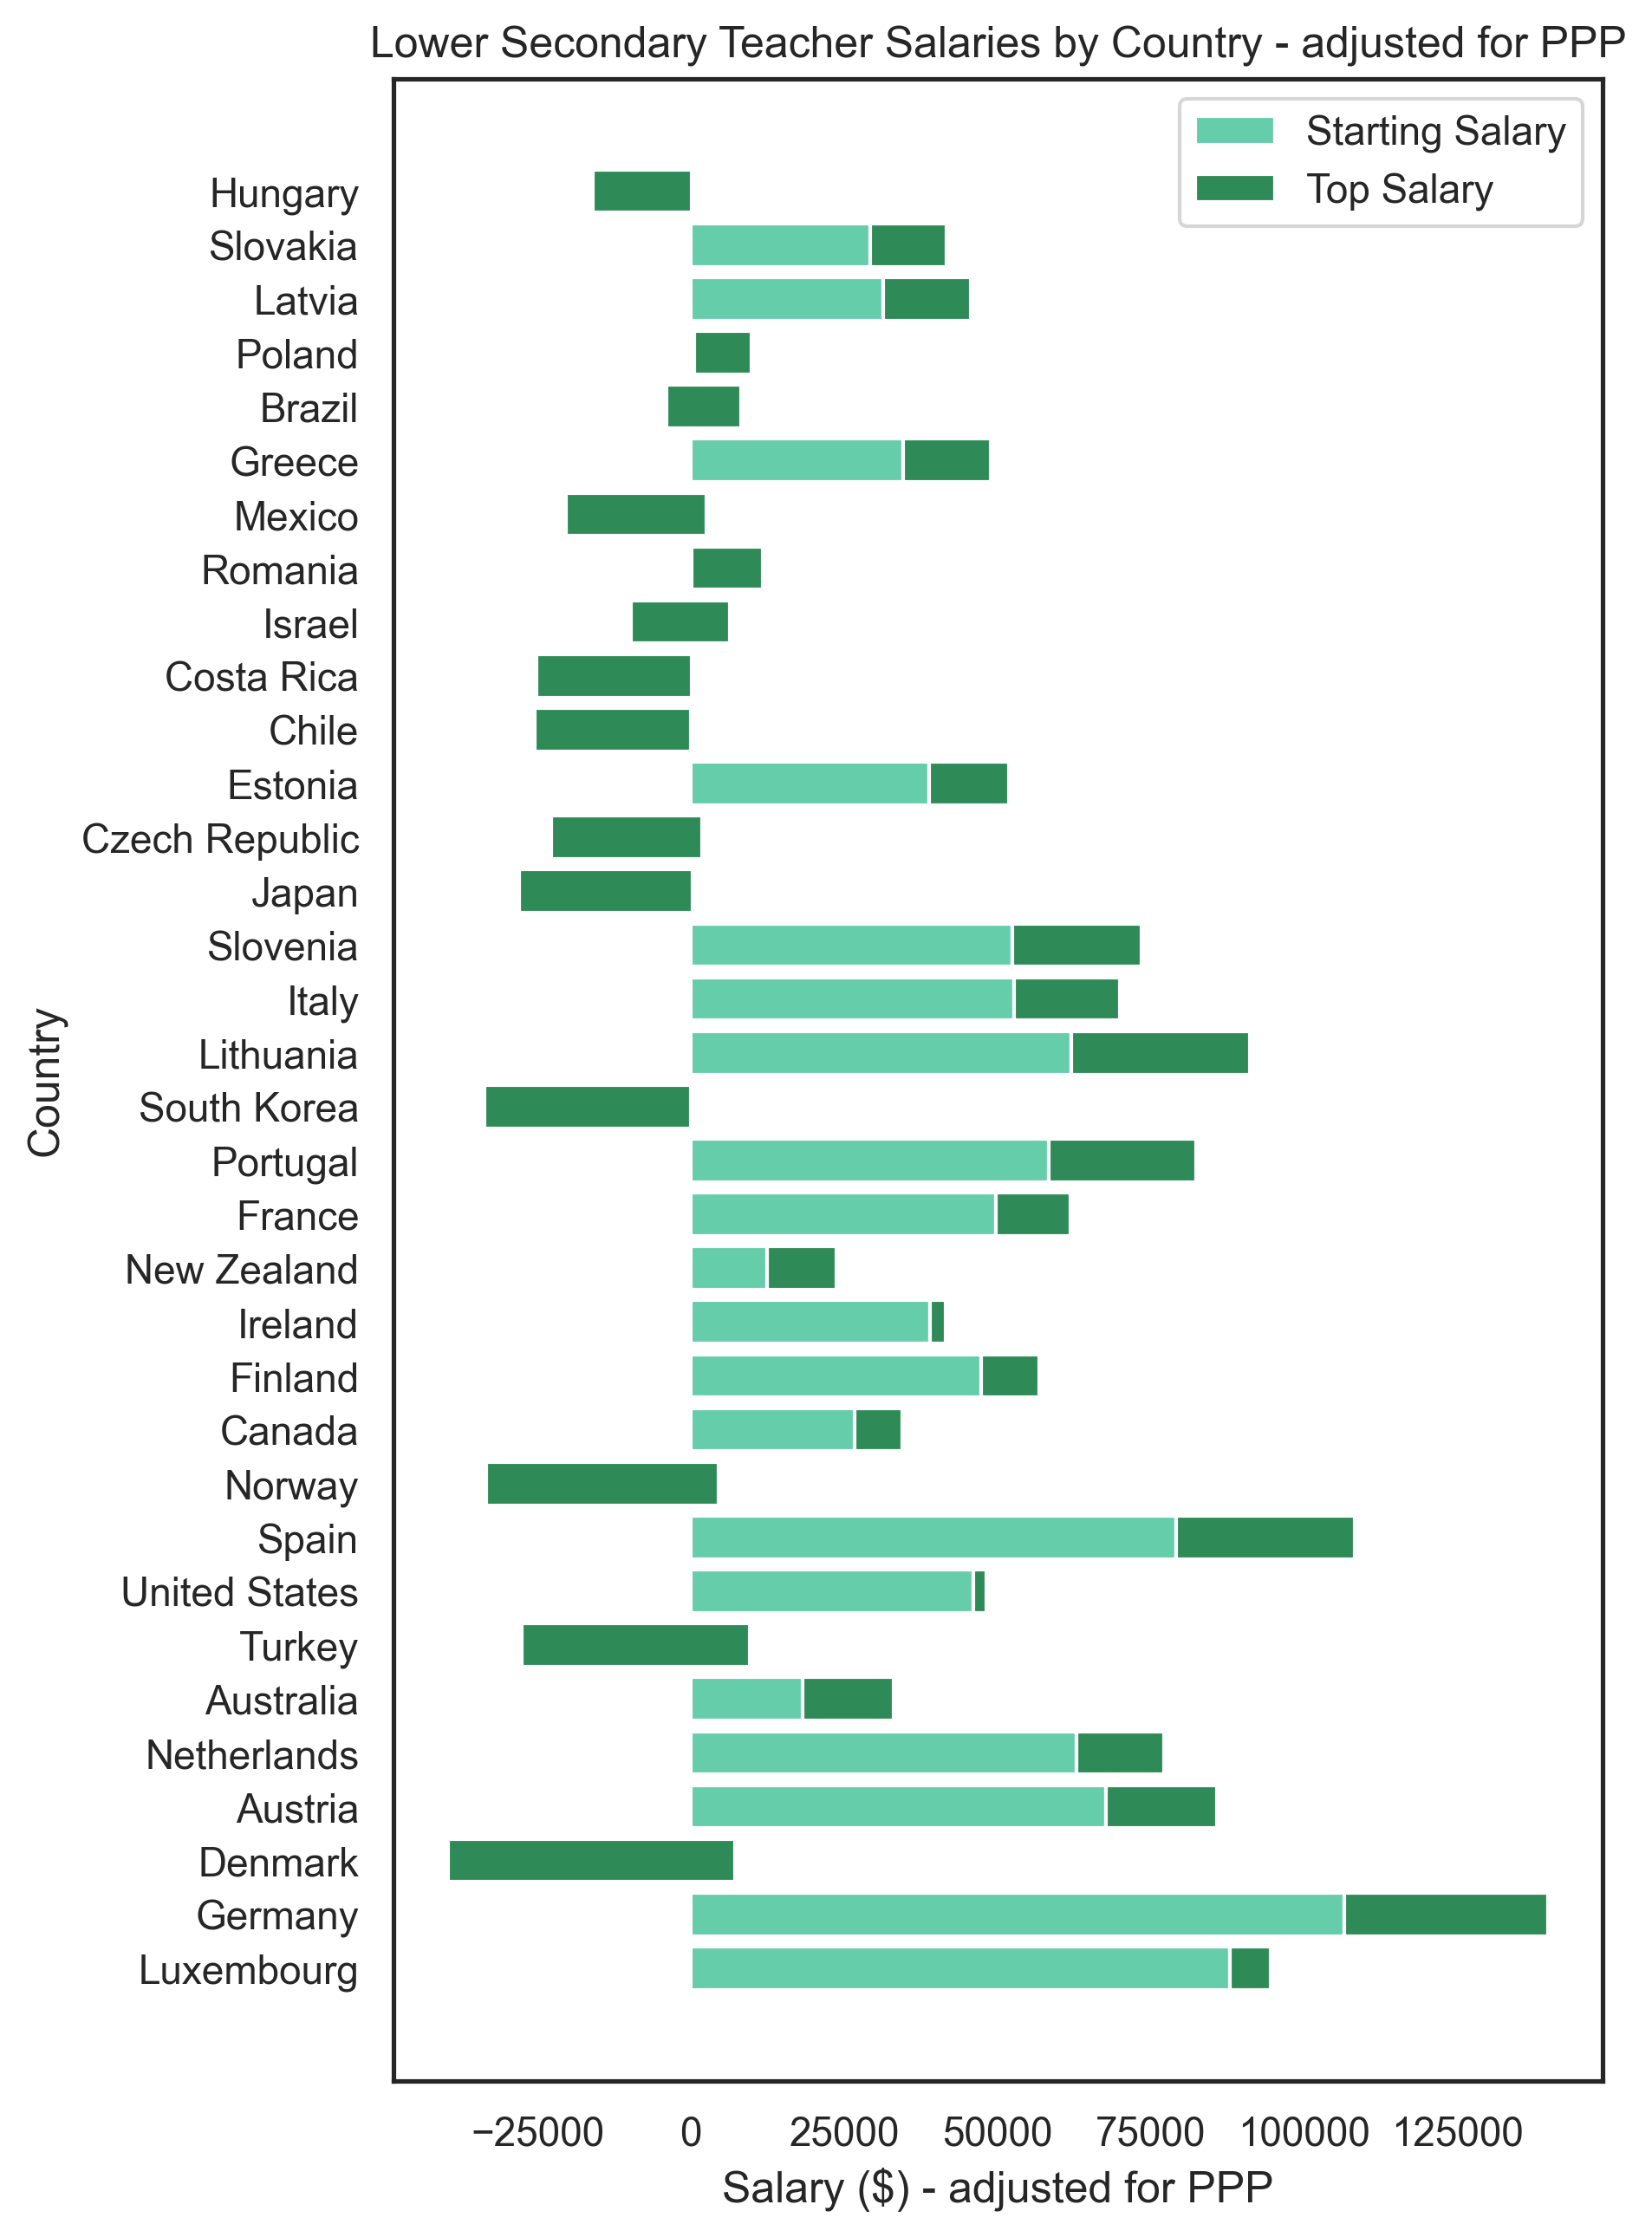 Lower Secondary Teacher Salaries by Country - adjusted for PPP
Starting Salary
Top Salary
Hungary
Slovakia
Latvia
Poland
Brazil
Greece
Mexico
Romania
Israel
Costa Rica
Chile
Estonia
Czech Republic
Japan
Slovenia
Italy
Lithuania
South Korea
Portugal
France
New Zealand
Ireland
Finland
Canada
Norway
Spain
United States
Turkey
Australia
Netherlands
Austria
Denmark
Germany
Luxembourg
Country
−25000 0 25000 50000 75000 100000 125000
Salary ($) - adjusted for PPP